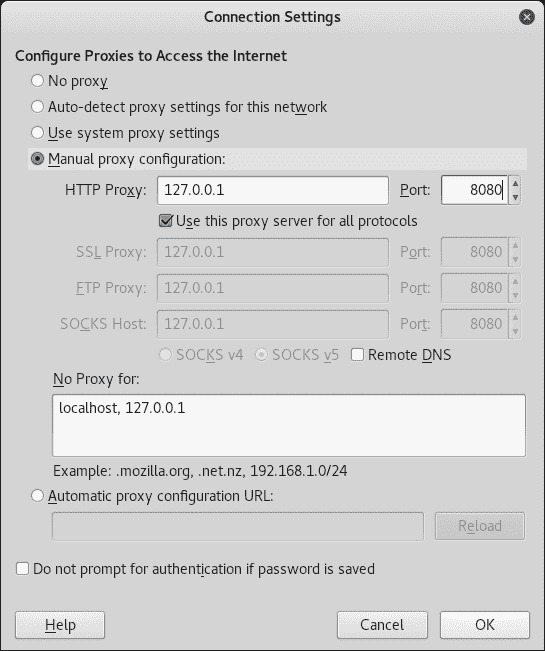 Connection Settings
Configure Proxies to Access the Internet
No proxy
Auto-detect proxy settings for this network
Use system proxy settings
Manual proxy configuration:
HTTP Proxy: 127.0.0.1 Port: 8080
Use this proxy server for all protocols
SSL Proxy: 127.0.0.1 Port: 8080
FTP Proxy: 127.0.0.1 Port: 8080
SOCKS Host: 127.0.0.1 Port: 8080
SOCKS v4 SOCKS v5 Remote DNS
No Proxy for:
localhost, 127.0.0.1
Example: .mozilla.org, .net.nz, 192.168.1.0/24
Automatic proxy configuration URL:
Reload
Do not prompt for authentication if password is saved
Help Cancel OK